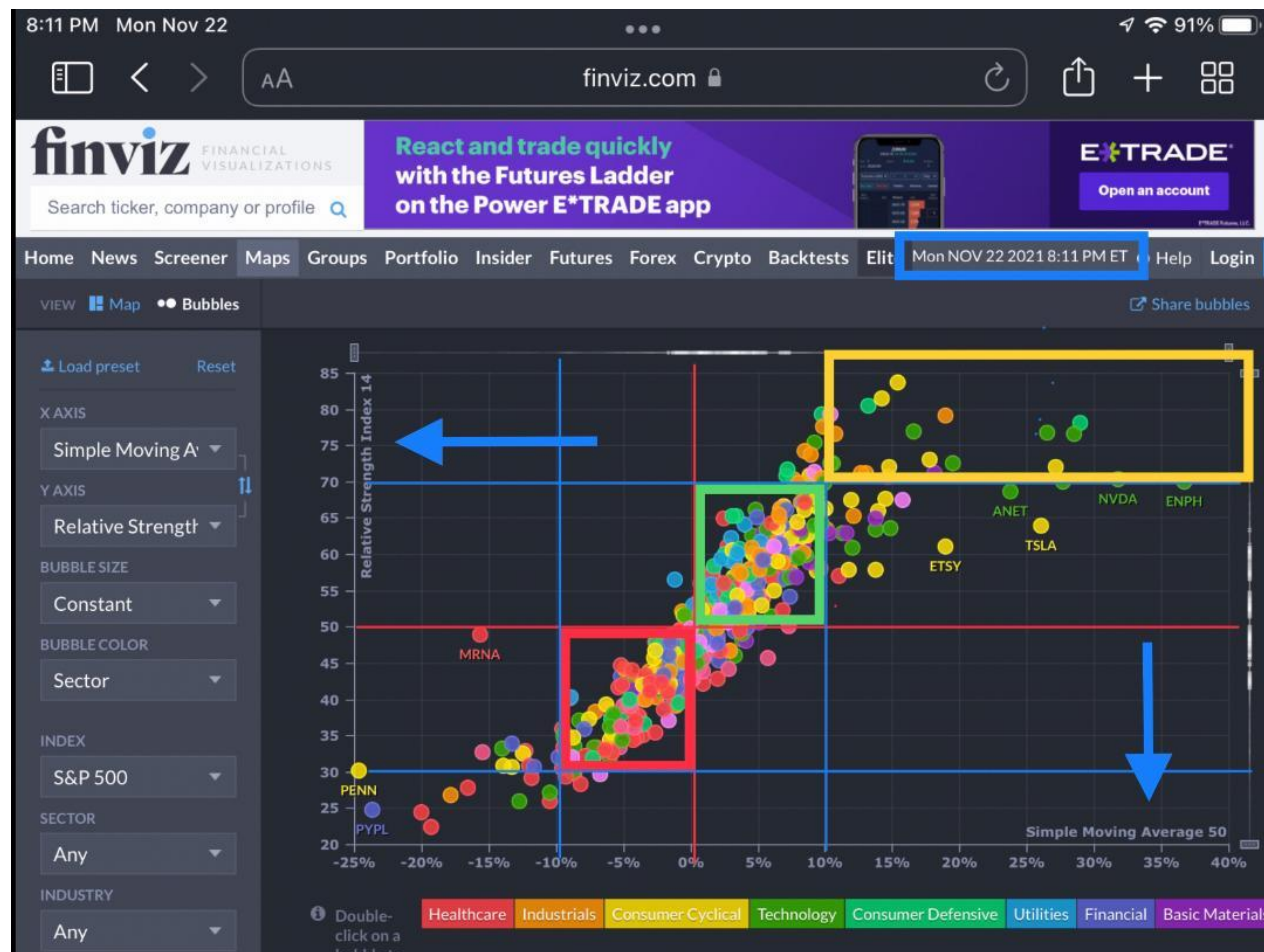 8:11 PM Mon Nov 22
91%
AA
finviz.com
finviz FINANCIAL VISUALIZATIONS
Search ticker, company or profile
React and trade quickly
with the Futures Ladder
on the Power E*TRADE app
E*TRADE
Open an account
E*TRADE Futures, LLC.
Home News Screener Maps Groups Portfolio Insider Futures Forex Crypto Backtests Elit Mon NOV 22 2021 8:11 PM ET Help Login
VIEW Map Bubbles
Share bubbles
Load preset Reset
X AXIS
Simple Moving A
Y AXIS
Relative Strengt
BUBBLE SIZE
Constant
BUBBLE COLOR
Sector
INDEX
S&P 500
SECTOR
Any
INDUSTRY
Any
Relative Strength Index 14
85
80
75
70
65
60
55
50
45
40
35
30
25
20
NVDA
ENPH
ANET
TSLA
ETSY
MRNA
PENN
PYPL
Simple Moving Average 50
-25% -20% -15% -10% -5% 0% 5% 10% 15% 20% 25% 30% 35% 40%
Double-
click on a
Healthcare Industrials Consumer Cyclical Technology Consumer Defensive Utilities Financial Basic Materials